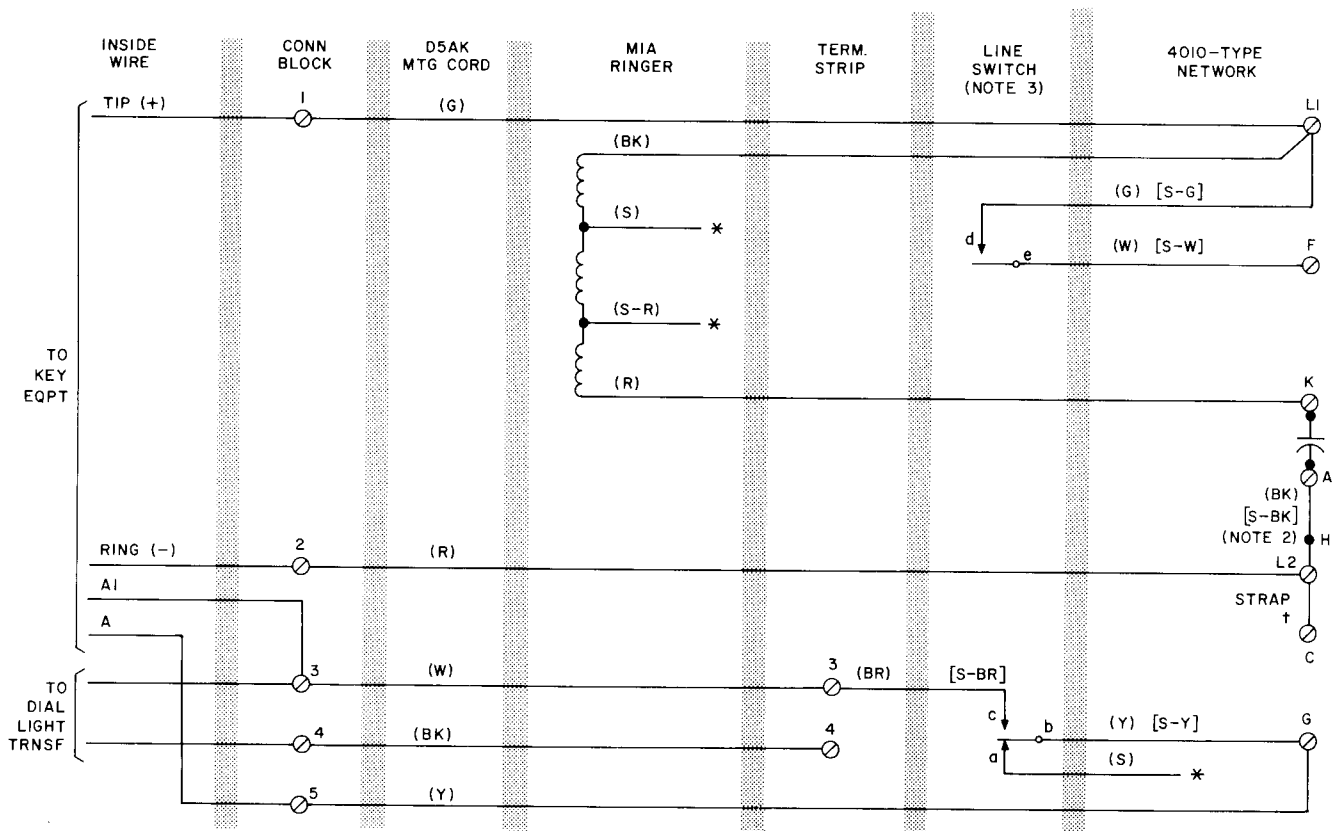 INSIDE
WIRE
CONN
BLOCK
D5AK
MTG CORD
MIA
RINGER
TERM.
STRIP
LINE
SWITCH
(NOTE 3)
4010-TYPE
NETWORK
TIP (+)
1
(G)
L1
(BK)
(G) [S-G]
(S)
*
d
e
(W) [S-W]
F
(S-R)
*
TO
KEY
EQPT
(R)
K
A
(BK)
[S-BK]
(NOTE 2)
H
RING (-)
2
(R)
L2
A1
STRAP
†
A
C
TO
DIAL
LIGHT
TRNSF
3
(W)
3
(BR)
[S-BR]
c
b
(Y) [S-Y]
G
4
(BK)
4
a
(S)
*
5
(Y)